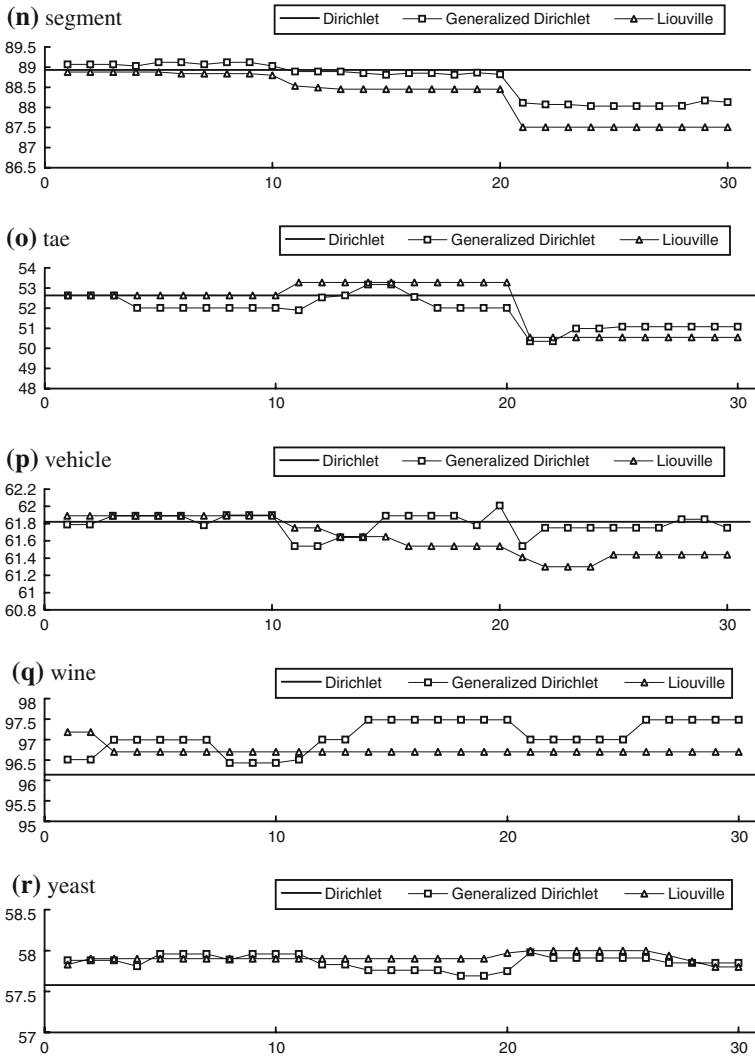 (n) segment
Dirichlet Generalized Dirichlet Liouville
89.5
89
88.5
88
87.5
87
86.5
0 10 20 30
(o) tae
Dirichlet Generalized Dirichlet Liouville
54
53
52
51
50
49
48
0 10 20 30
(p) vehicle
Dirichlet Generalized Dirichlet Liouville
62.2
62
61.8
61.6
61.4
61.2
61
60.8
0 10 20 30
(q) wine
Dirichlet Generalized Dirichlet Liouville
98
97.5
97
96.5
96
95.5
95
0 10 20 30
(r) yeast
Dirichlet Generalized Dirichlet Liouville
58.5
58
57.5
57
0 10 20 30